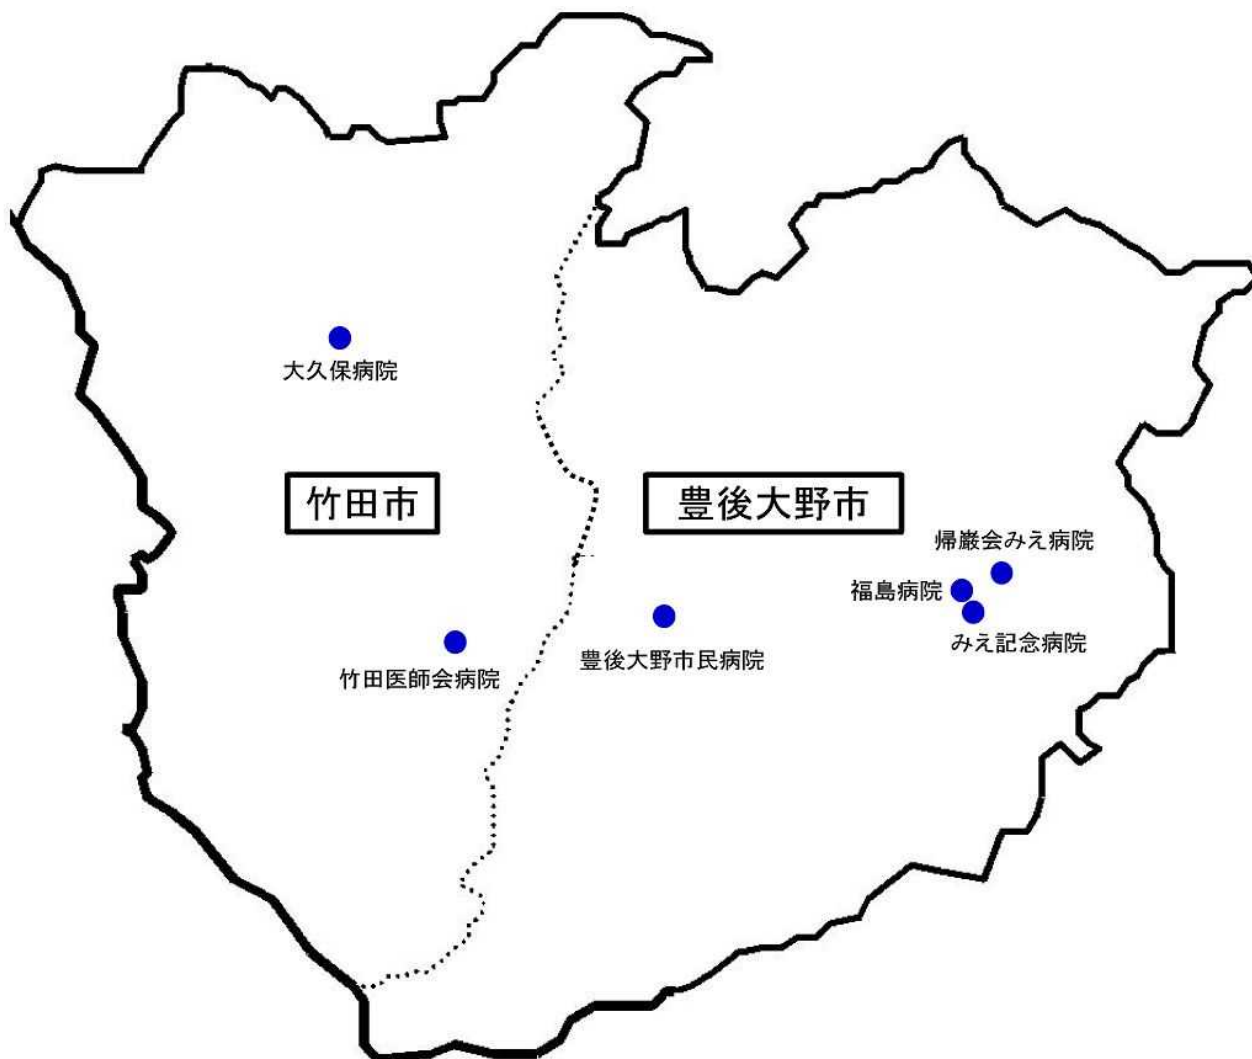 大久保病院
竹田市
豊後大野市
帰巌会みえ病院
福島病院
みえ記念病院
豊後大野市民病院
竹田医師会病院